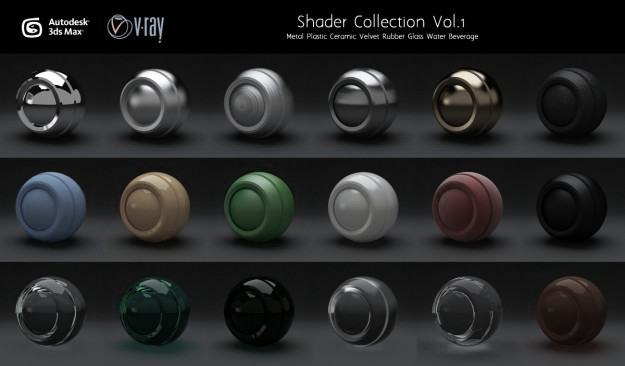 Autodesk®
3ds Max®
v·ray
Shader Collection Vol.1
Metal Plastic Ceramic Velvet Rubber Glass Water Beverage